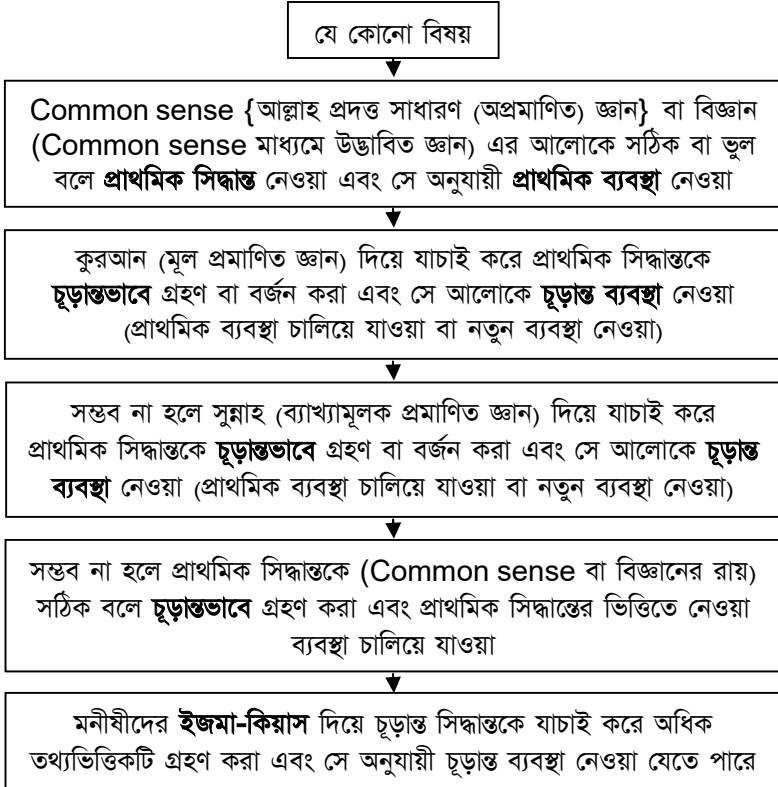 যে কোনো বিষয়
Common sense {আল্লাহ প্রদত্ত সাধারণ (অপ্রমাণিত) জ্ঞান} বা বিজ্ঞান
(Common sense মাধ্যমে উদ্ভাবিত জ্ঞান) এর আলোকে সঠিক বা ভুল
বলে প্রাথমিক সিদ্ধান্ত নেওয়া এবং সে অনুযায়ী প্রাথমিক ব্যবস্থা নেওয়া
কুরআন (মূল প্রমাণিত জ্ঞান) দিয়ে যাচাই করে প্রাথমিক সিদ্ধান্তকে
চূড়ান্তভাবে গ্রহণ বা বর্জন করা এবং সে আলোকে চূড়ান্ত ব্যবস্থা নেওয়া
(প্রাথমিক ব্যবস্থা চালিয়ে যাওয়া বা নতুন ব্যবস্থা নেওয়া)
সম্ভব না হলে সুন্নাহ (ব্যাখ্যামূলক প্রমাণিত জ্ঞান) দিয়ে যাচাই করে
প্রাথমিক সিদ্ধান্তকে চূড়ান্তভাবে গ্রহণ বা বর্জন করা এবং সে আলোকে চূড়ান্ত
ব্যবস্থা নেওয়া (প্রাথমিক ব্যবস্থা চালিয়ে যাওয়া বা নতুন ব্যবস্থা নেওয়া)
সম্ভব না হলে প্রাথমিক সিদ্ধান্তকে (Common sense বা বিজ্ঞানের রায়)
সঠিক বলে চূড়ান্তভাবে গ্রহণ করা এবং প্রাথমিক সিদ্ধান্তের ভিত্তিতে নেওয়া
ব্যবস্থা চালিয়ে যাওয়া
মনীষীদের ইজমা-কিয়াস দিয়ে চূড়ান্ত সিদ্ধান্তকে যাচাই করে অধিক
তথ্যভিত্তিকটি গ্রহণ করা এবং সে অনুযায়ী চূড়ান্ত ব্যবস্থা নেওয়া যেতে পারে